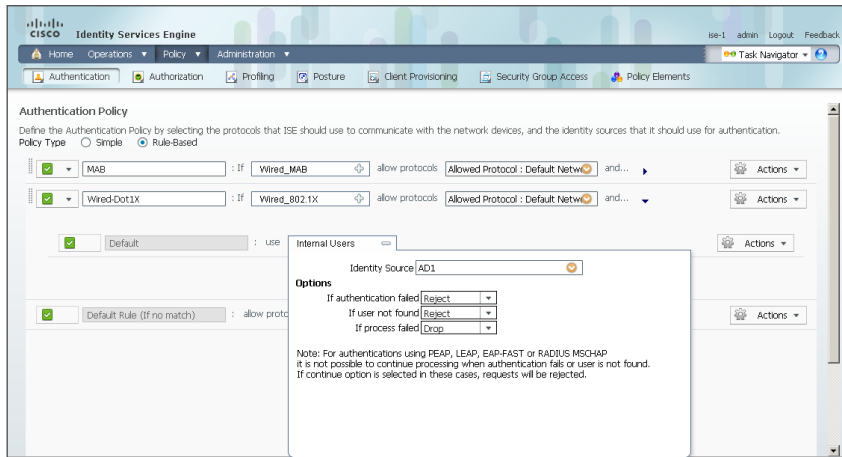 CISCO Identity Services Engine
ise-1 admin Logout Feedback
Home Operations ▼ Policy ▼ Administration ▼
Task Navigator ▼
Authentication Authorization Profiling Posture Client Provisioning Security Group Access Policy Elements
Authentication Policy
Define the Authentication Policy by selecting the protocols that ISE should use to communicate with the network devices, and the identity sources that it should use for authentication.
Policy Type Simple Rule-Based
MAB : If Wired_MAB allow protocols Allowed Protocol : Default Netw and... Actions
Wired-Dot1X : If Wired_802.1X allow protocols Allowed Protocol : Default Netw and... Actions
Default : use Internal Users Actions
Identity Source AD1
Options
If authentication failed Reject
If user not found Reject
If process failed Drop
Default Rule (If no match) : allow proto Actions
Note: For authentications using PEAP, LEAP, EAP-FAST or RADIUS MSCHAP
it is not possible to continue processing when authentication fails or user is not found.
If continue option is selected in these cases, requests will be rejected.